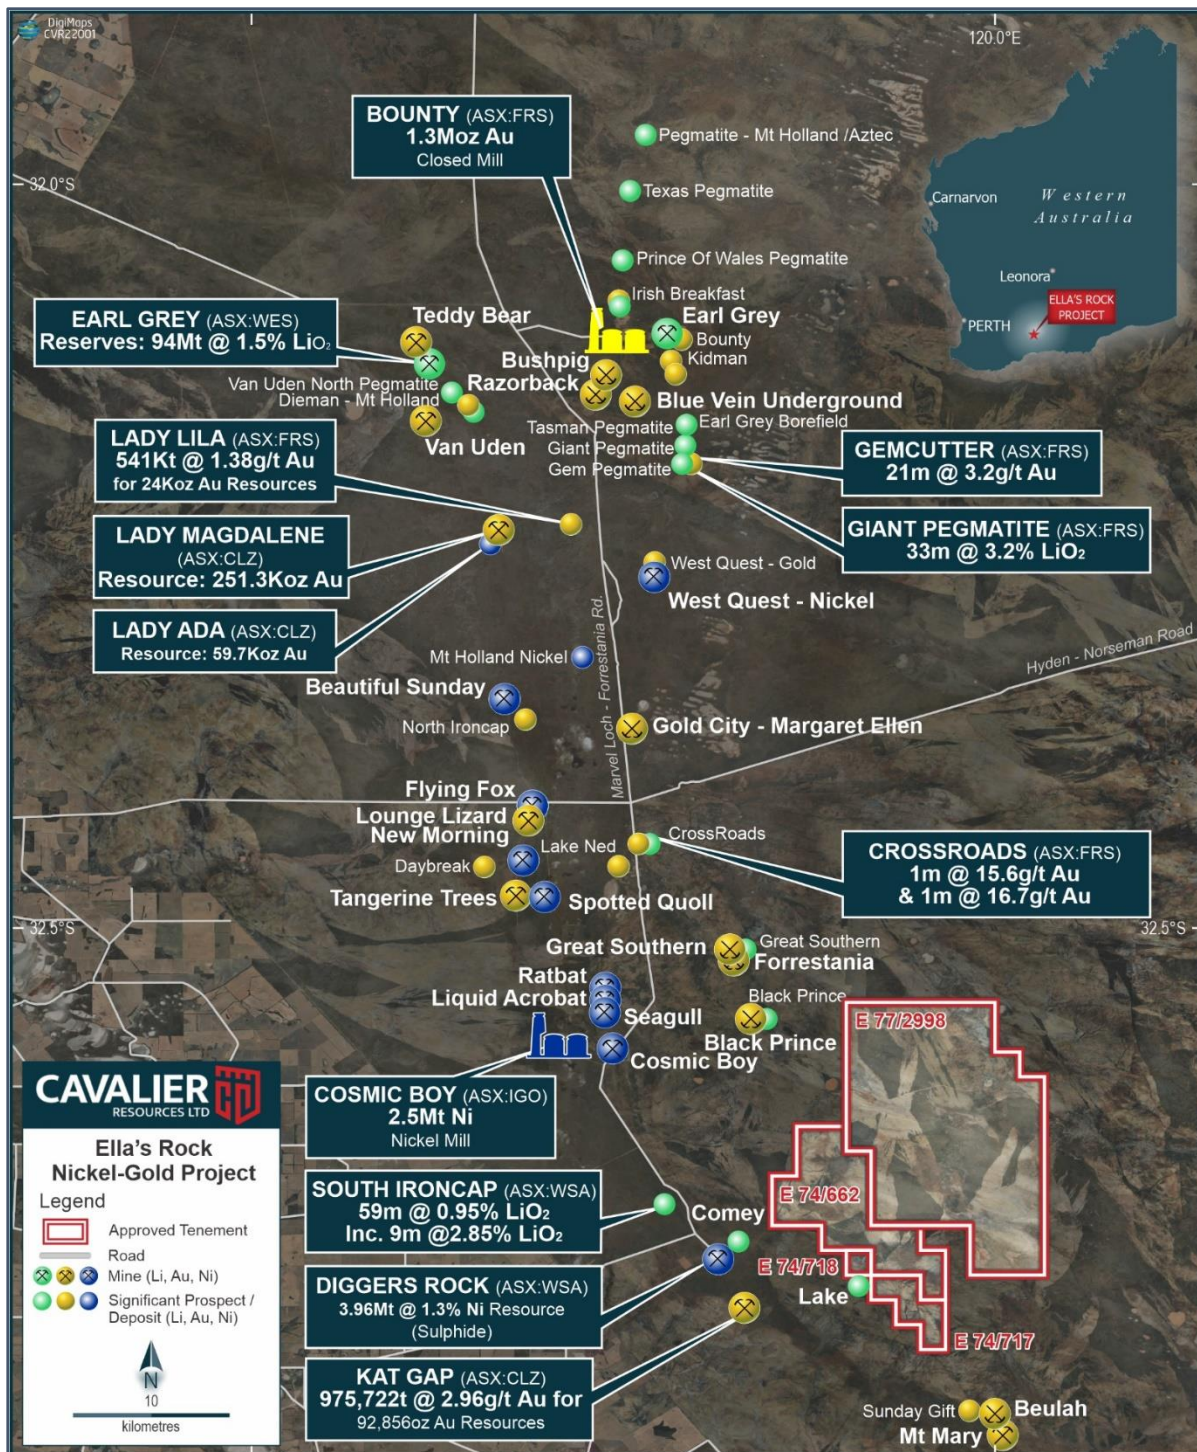 DigiMaps
CVR22001
120.0°E
BOUNTY (ASX:FRS)
1.3Moz Au
Closed Mill
Pegmatite - Mt Holland /Aztec
32.0°S
Texas Pegmatite
Carnarvon
Western
Australia
Prince Of Wales Pegmatite
Leonora
Irish Breakfast
ELLA'S ROCK
PROJECT
PERTH
EARL GREY (ASX:WES)
Reserves: 94Mt @ 1.5% LiO₂
Teddy Bear
Earl Grey
Bounty
Kidman
Bushpig
Razorback
Van Uden North Pegmatite
Dieman - Mt Holland
Blue Vein Underground
Van Uden
Tasman Pegmatite
Earl Grey Borefield
Giant Pegmatite
Gem Pegmatite
LADY LILA (ASX:FRS)
541Kt @ 1.38g/t Au
for 24Koz Au Resources
GEMCUTTER (ASX:FRS)
21m @ 3.2g/t Au
GIANT PEGMATITE (ASX:FRS)
33m @ 3.2% LiO₂
LADY MAGDALENE
(ASX:CLZ)
Resource: 251.3Koz Au
West Quest - Gold
West Quest - Nickel
LADY ADA (ASX:CLZ)
Resource: 59.7Koz Au
Mt Holland Nickel
Marvel Loch - Forrestania Rd.
Hyden - Norseman Road
Beautiful Sunday
North Ironcap
Gold City - Margaret Ellen
Flying Fox
Lounge Lizard
New Morning
Lake Ned
CrossRoads
Daybreak
CROSSROADS (ASX:FRS)
1m @ 15.6g/t Au
& 1m @ 16.7g/t Au
Tangerine Trees
Spotted Quoll
32.5°S
32.5°S
Great Southern
Great Southern
Forrestania
Ratbat
Liquid Acrobat
Seagull
Black Prince
Black Prince
E 77/2998
Cosmic Boy
COSMIC BOY (ASX:IGO)
2.5Mt Ni
Nickel Mill
CAVALIER
RESOURCES LTD
Ella's Rock
Nickel-Gold Project
Legend
Approved Tenement
Road
Mine (Li, Au, Ni)
Significant Prospect /
Deposit (Li, Au, Ni)
N
10
kilometres
SOUTH IRONCAP (ASX:WSA)
59m @ 0.95% LiO₂
Inc. 9m @2.85% LiO₂
E 74/662
Comey
E 74/718
Lake
DIGGERS ROCK (ASX:WSA)
3.96Mt @ 1.3% Ni Resource
(Sulphide)
E 74/717
KAT GAP (ASX:CLZ)
975,722t @ 2.96g/t Au for
92,856oz Au Resources
Sunday Gift
Beulah
Mt Mary